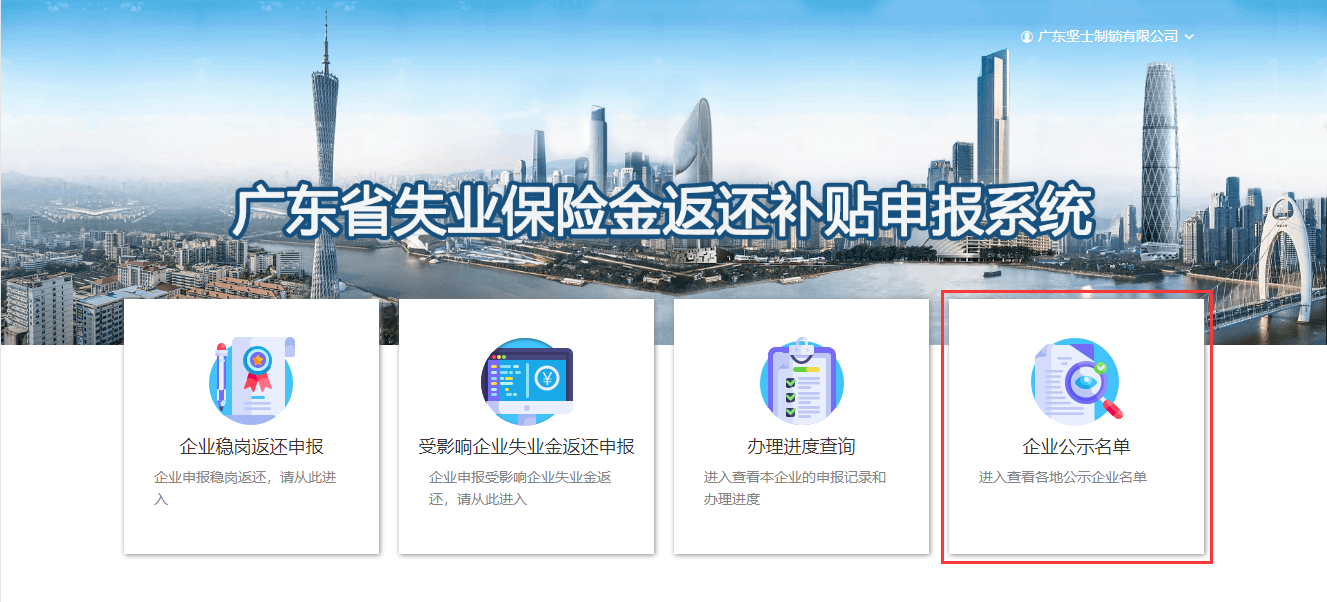 广东坚士制锁有限公司
广东省失业保险金返还补贴申报系统
企业稳岗返还申报
企业申报稳岗返还，请从此进
入
受影响企业失业金返还申报
企业申报受影响企业失业金返
还，请从此进入
办理进度查询
进入查看本企业的申报记录和
办理进度
企业公示名单
进入查看各地公示企业名单